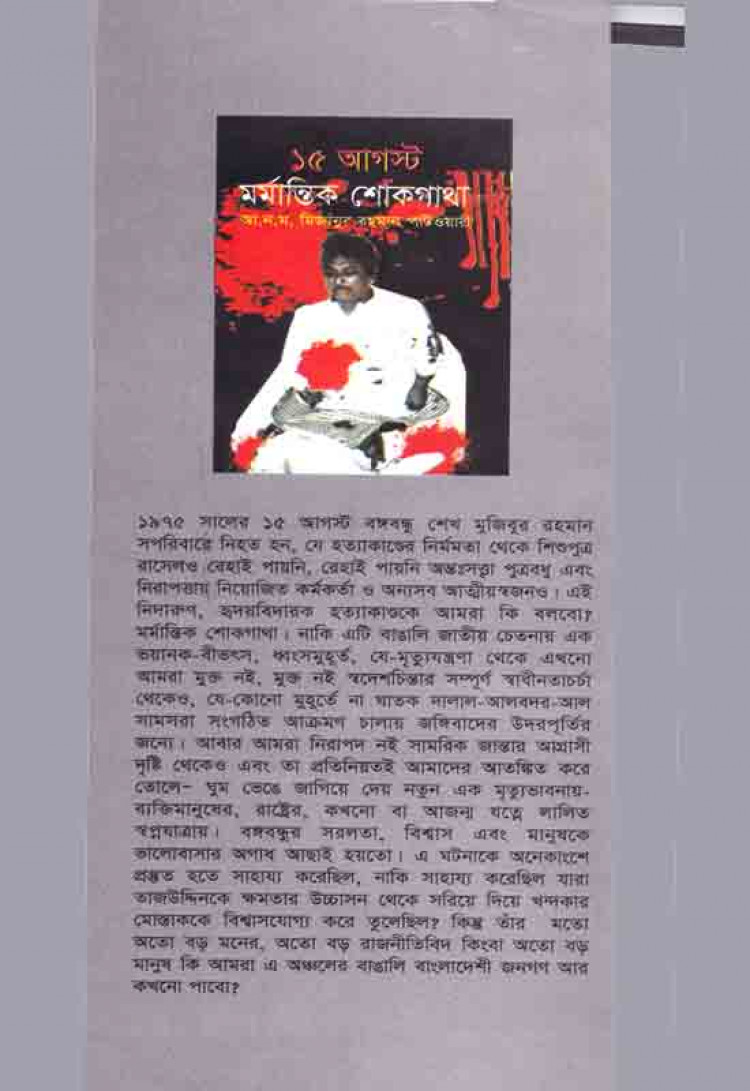 ১৫ আগস্ট
মর্মান্তিক শোকগাথা
আ.ন.ম. মিজানুর রহমান পাটওয়ারী
১৯৭৫ সালের ১৫ আগস্ট বঙ্গবন্ধু শেখ মুজিবুর রহমান
সপরিবারে নিহত হন, যে হত্যাকাণ্ডের নির্মমতা থেকে শিশুপুত্র
রাসেলও রেহাই পায়নি, রেহাই পায়নি অন্তঃসত্ত্বা পুত্রবধু এবং
নিরাপত্তায় নিয়োজিত কর্মকর্তা ও অন্যসব আত্মীয়স্বজনও। এই
নিদারুণ, হৃদয়বিদারক হত্যাকাণ্ডকে আমরা কি বলবো?
মর্মান্তিক শোকগাথা। নাকি এটি বাঙালি জাতীয় চেতনায় এক
ভয়ানক-বীভৎস, ধ্বংসমুহূর্ত, যে-মৃত্যুযন্ত্রণা থেকে এখনো
আমরা মুক্ত নই, মুক্ত নই স্বদেশচিন্তার সম্পূর্ণ স্বাধীনতাচর্চা
থেকেও, যে-কোনো মুহূর্তে না ঘাতক দালাল-আলবদর-আল
সামসরা সংগঠিত আক্রমণ চালায় জঙ্গিবাদের উদরপূর্তির
জন্যে। আবার আমরা নিরাপদ নই সামরিক জান্তার আগ্রাসী
দৃষ্টি থেকেও এবং তা প্রতিনিয়তই আমাদের আতঙ্কিত করে
তোলে– ঘুম ভেঙে জাগিয়ে দেয় নতুন এক মৃত্যুভাবনায়-
ব্যক্তিমানুষের, রাষ্ট্রের, কখনো বা আজন্ম যত্নে লালিত
স্বপ্নযাত্রায়। বঙ্গবন্ধুর সরলতা, বিশ্বাস এবং মানুষকে
ভালোবাসার অগাধ আছাই হয়তো। এ ঘটনাকে অনেকাংশে
প্রস্তুত হতে সাহায্য করেছিল, নাকি সাহায্য করেছিল যারা
তাজউদ্দিনকে ক্ষমতার উচ্চাসন থেকে সরিয়ে দিয়ে খন্দকার
মোস্তাককে বিশ্বাসযোগ্য করে তুলেছিল? কিন্তু তাঁর মতো
অতো বড় মনের, অতো বড় রাজনীতিবিদ কিংবা অতো বড়
মানুষ কি আমরা এ অঞ্চলের বাঙালি বাংলাদেশী জনগণ আর
কখনো পাবো?